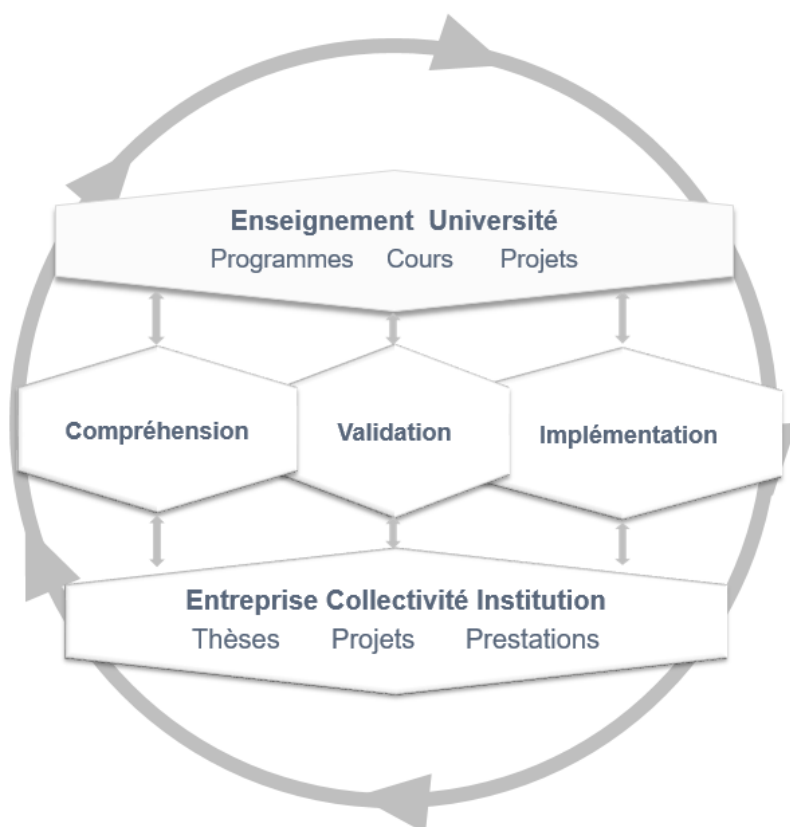 Enseignement Université
Programmes Cours Projets
Compréhension Validation Implémentation
Entreprise Collectivité Institution
Thèses Projets Prestations